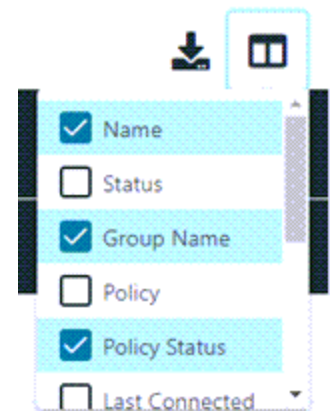 Name
Status
Group Name
Policy
Policy Status
Last Connected